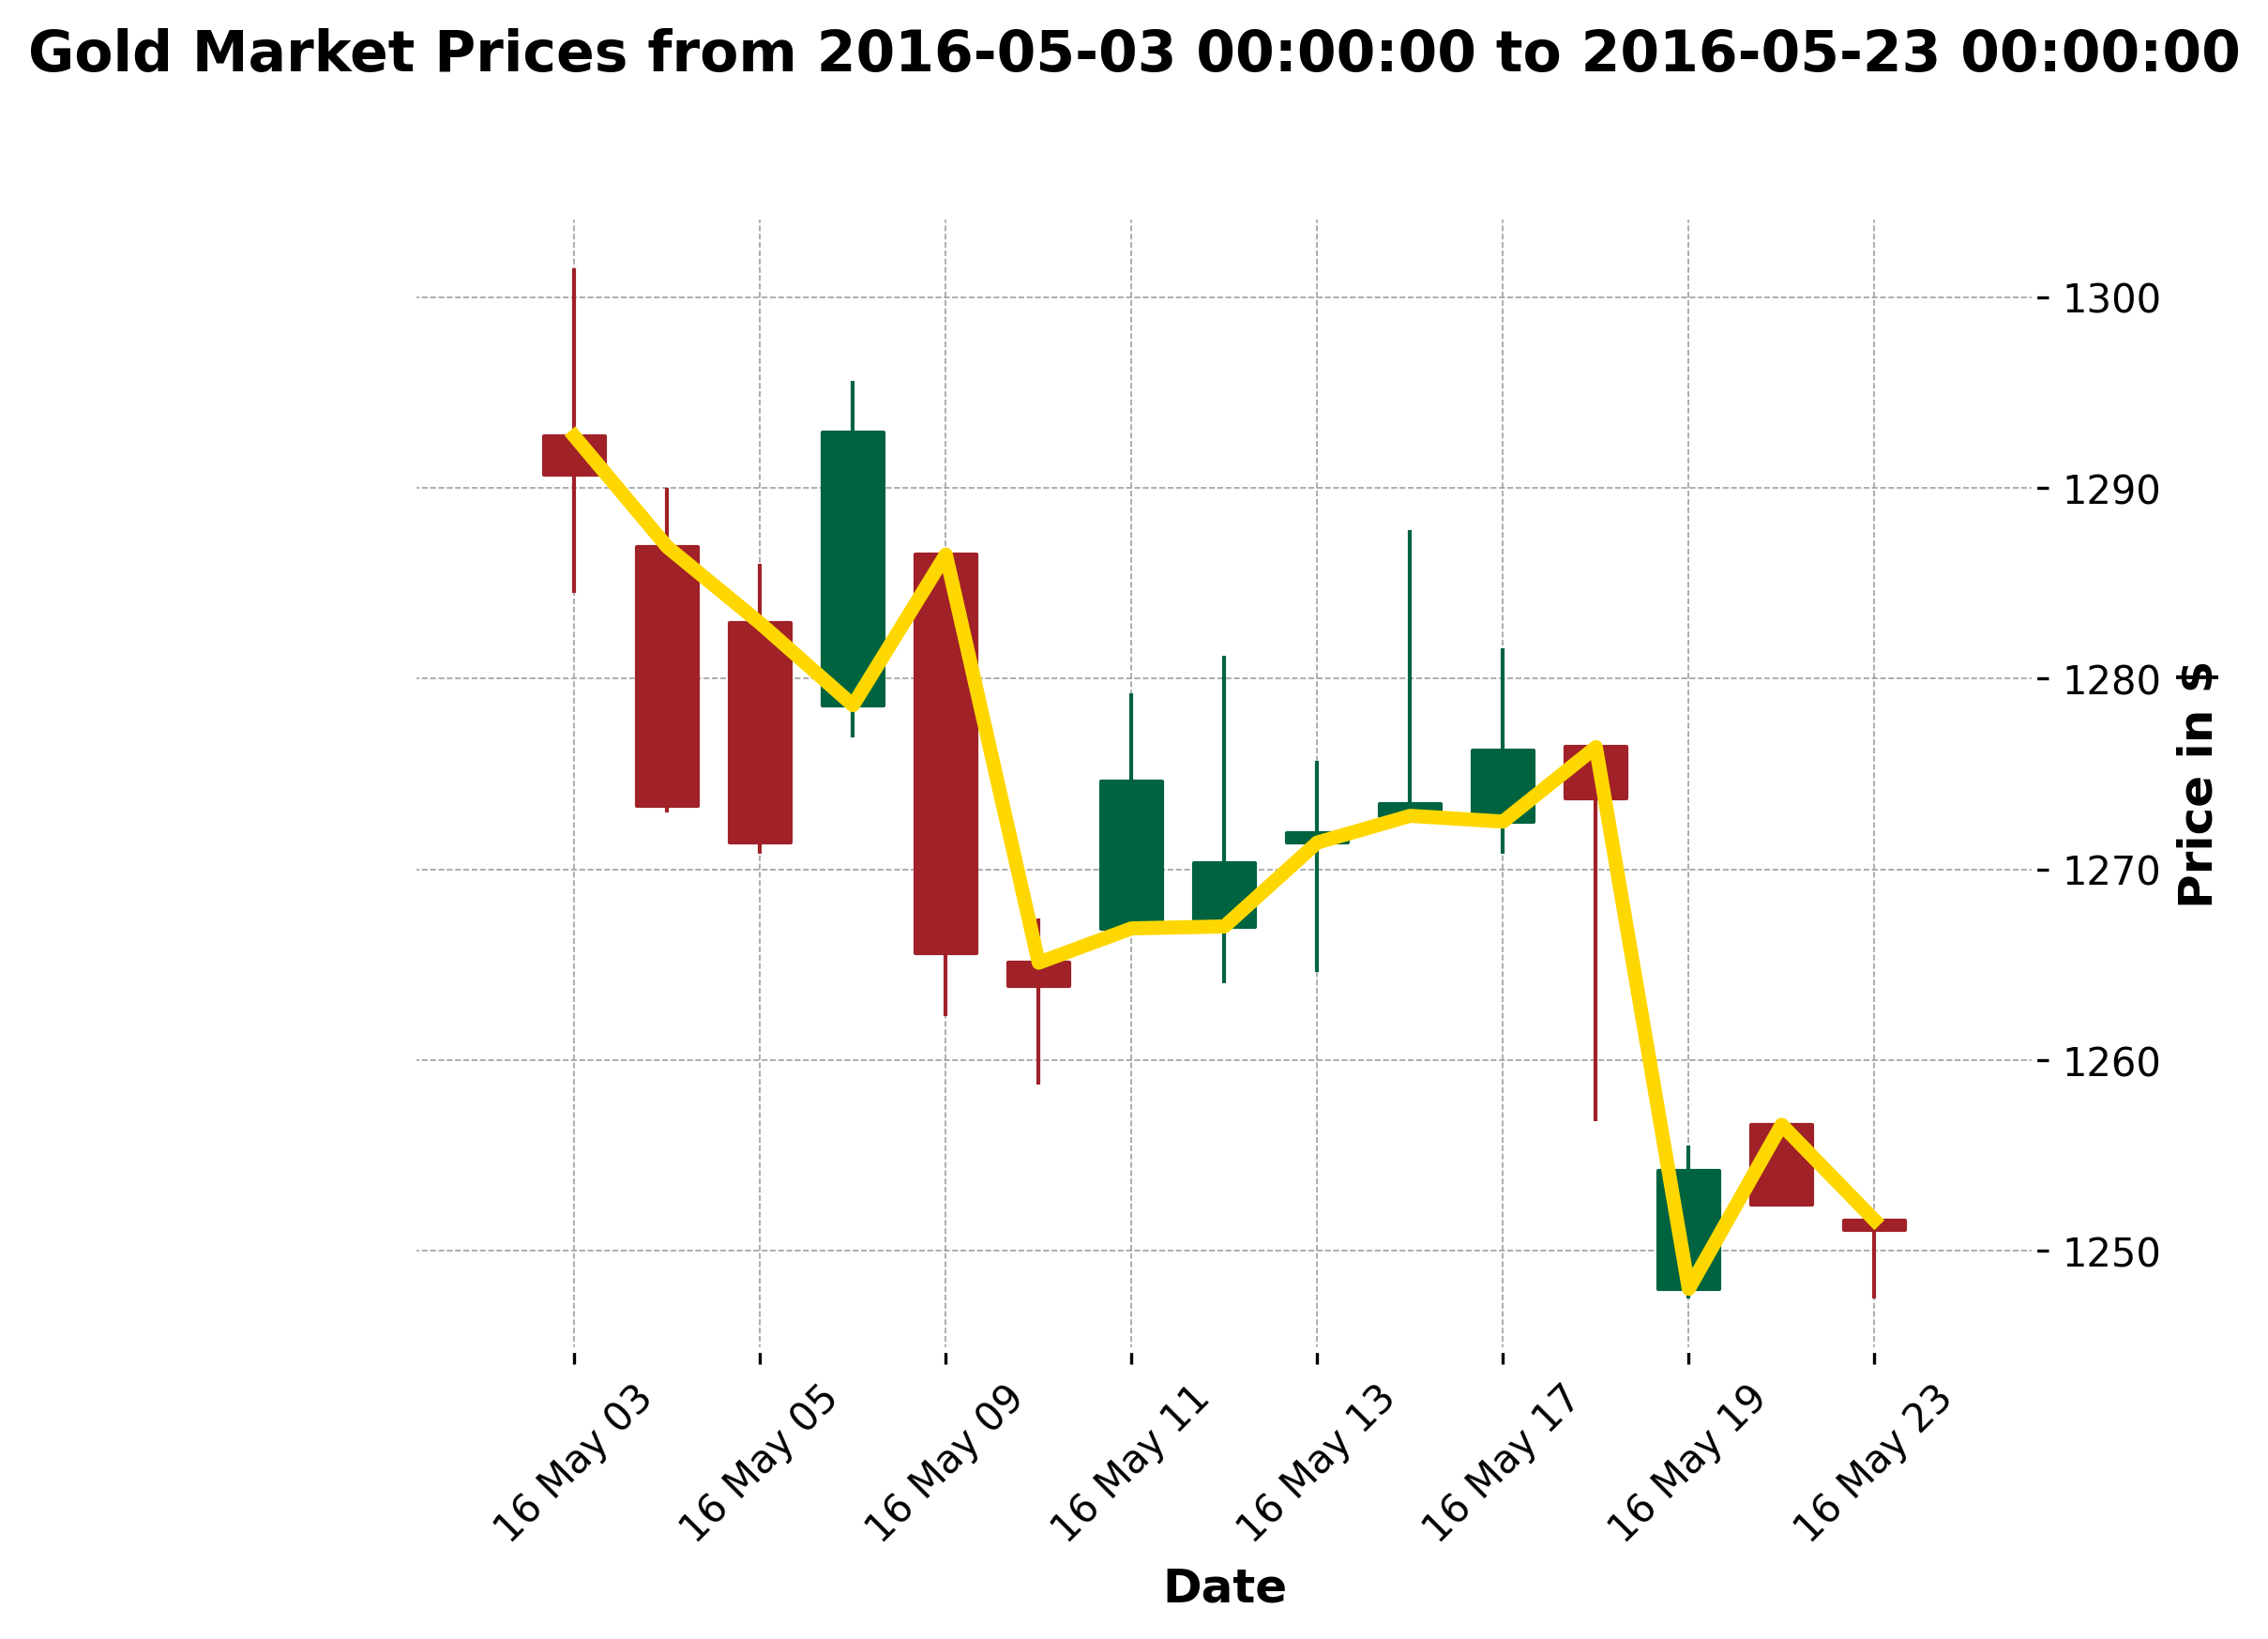 Gold Market Prices from 2016-05-03 00:00:00 to 2016-05-23 00:00:00
1300
1290
1280
1270
1260
1250
Price in $
16 May 03
16 May 05
16 May 09
16 May 11
16 May 13
16 May 17
16 May 19
16 May 23
Date